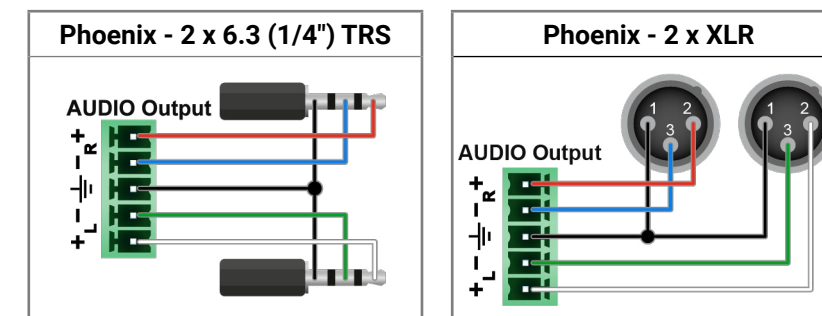 Phoenix - 2 x 6.3 (1/4") TRS
AUDIO Output
+
R
−
−
L
+
Phoenix - 2 x XLR
1
2
3
1
2
3
AUDIO Output
+
R
−
−
L
+